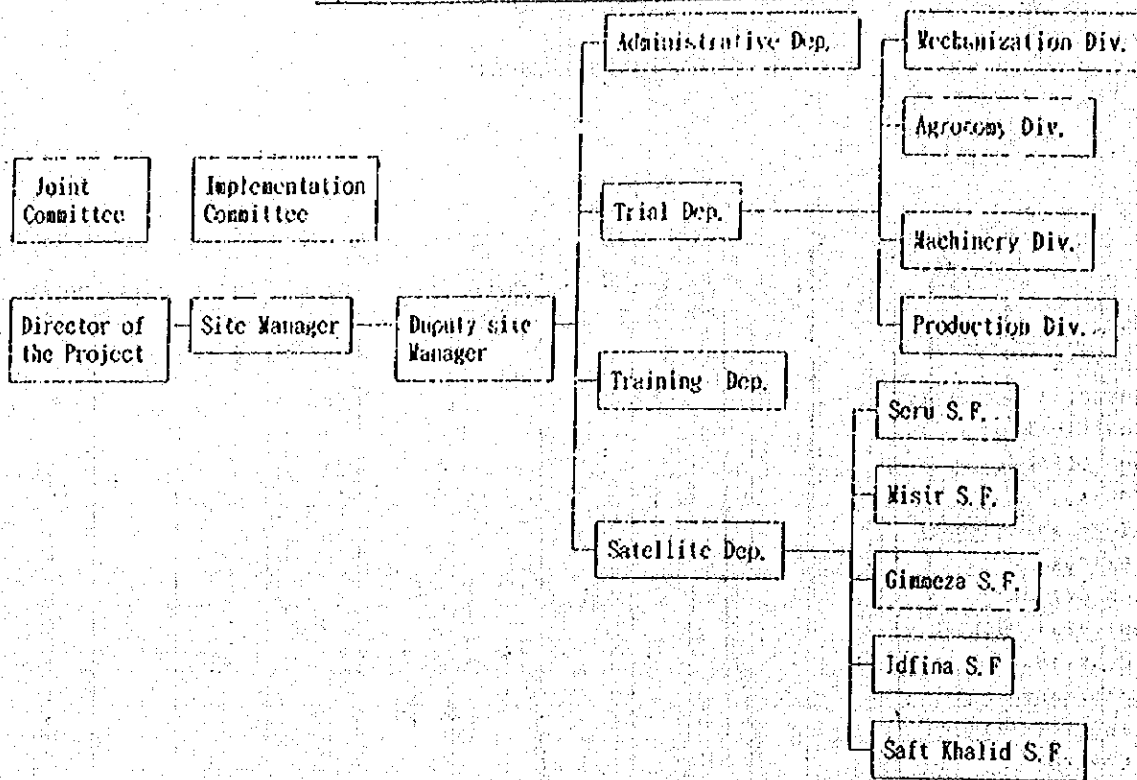 Administrative Dep.
Mechanization Div.
Agronomy Div.
Joint
Committee
Implementation
Committee
Trial Dep.
Machinery Div.
Director of
the Project
Site Manager
Duputy site
Manager
Production Div.
Training Dep.
Seru S.F.
Misir S.F.
Satellite Dep.
Gimmeza S.F.
Idfina S.F
Saft Khalid S.F.